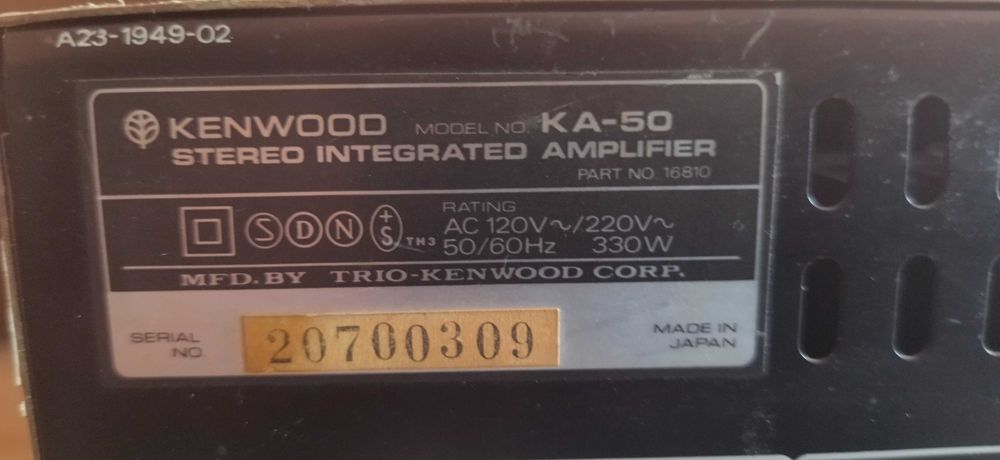 A23-1949-02
KENWOOD MODEL NO. KA-50
STEREO INTEGRATED AMPLIFIER
PART NO. 16810
RATING
S D N +S TH3 AC 120V~/220V~
50/60Hz 330W
MFD. BY TRIO-KENWOOD CORP.
SERIAL NO. 20700309
MADE IN JAPAN